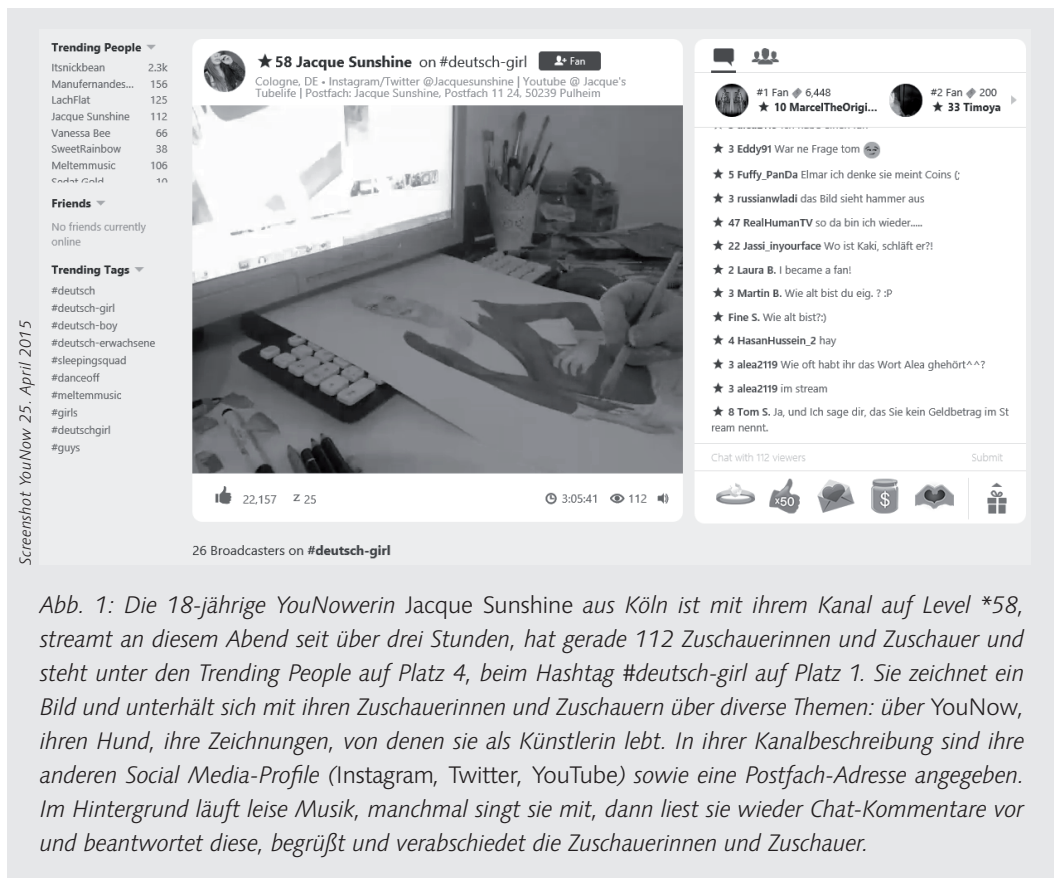 Trending People
Itsnickbean 2.3k
Manufernandes... 156
LachFlat 125
Jacque Sunshine 112
Vanessa Bee 66
SweetRainbow 38
Meltemmusic 106
Sedat Gold 10
Friends
No friends currently
online
Trending Tags
#deutsch
#deutsch-girl
#deutsch-boy
#deutsch-erwachsene
#sleepingsquad
#danceoff
#meltemmusic
#girls
#deutschgirl
#guys
58 Jacque Sunshine on #deutsch-girl Fan
Cologne, DE • Instagram/Twitter @Jacquesunshine | Youtube @ Jacque's
Tubelife | Postfach: Jacque Sunshine, Postfach 11 24, 50239 Pulheim
22,157 z 25 3:05:41 112
26 Broadcasters on #deutsch-girl
#1 Fan 6,448
★ 10 MarcelTheOrigi...
#2 Fan 200
★ 33 Timoya
★ 3 Eddy91 War ne Frage tom
★ 5 Fuffy_PanDa Elmar ich denke sie meint Coins (;
★ 3 russianwladi das Bild sieht hammer aus
★ 47 RealHumanTV so da bin ich wieder.....
★ 22 Jassi_inyourface Wo ist Kaki, schläft er?!
★ 2 Laura B. I became a fan!
★ 3 Martin B. Wie alt bist du eig. ? :P
★ Fine S. Wie alt bist?:)
★ 4 HasanHussein_2 hay
★ 3 alea2119 Wie oft habt ihr das Wort Alea ghehört^^?
★ 3 alea2119 im stream
★ 8 Tom S. Ja, und Ich sage dir, das Sie kein Geldbetrag im St
ream nennt.
Chat with 112 viewers Submit
x50
$
Screenshot YouNow 25. April 2015
Abb. 1: Die 18-jährige YouNowerin Jacque Sunshine aus Köln ist mit ihrem Kanal auf Level *58,
streamt an diesem Abend seit über drei Stunden, hat gerade 112 Zuschauerinnen und Zuschauer und
steht unter den Trending People auf Platz 4, beim Hashtag #deutsch-girl auf Platz 1. Sie zeichnet ein
Bild und unterhält sich mit ihren Zuschauerinnen und Zuschauern über diverse Themen: über YouNow,
ihren Hund, ihre Zeichnungen, von denen sie als Künstlerin lebt. In ihrer Kanalbeschreibung sind ihre
anderen Social Media-Profile (Instagram, Twitter, YouTube) sowie eine Postfach-Adresse angegeben.
Im Hintergrund läuft leise Musik, manchmal singt sie mit, dann liest sie wieder Chat-Kommentare vor
und beantwortet diese, begrüßt und verabschiedet die Zuschauerinnen und Zuschauer.